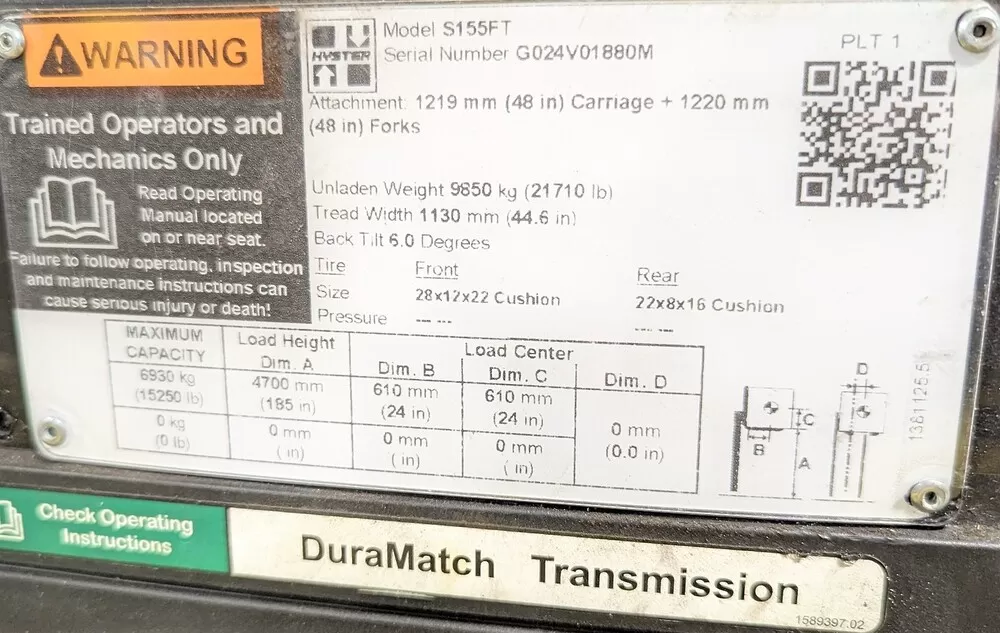 WARNING
Trained Operators and
Mechanics Only
Read Operating
Manual located
on or near seat.
Failure to follow operating, inspection
and maintenance instructions can
cause serious injury or death!
HYSTER
Model S155FT
Serial Number G024V01880M
PLT 1
Attachment: 1219 mm (48 in) Carriage + 1220 mm
(48 in) Forks
Unladen Weight 9850 kg (21710 lb)
Tread Width 1130 mm (44.6 in)
Back Tilt 6.0 Degrees
Tire Front Rear
Size 28x12x22 Cushion 22x8x16 Cushion
Pressure --- --- --- ---
MAXIMUM CAPACITY Load Height Dim. A Load Center Dim. B Dim. C Dim. D
6930 kg (15250 lb) 4700 mm (185 in) 610 mm (24 in) 610 mm (24 in) 0 mm (0.0 in)
0 kg (0 lb) 0 mm ( in) 0 mm ( in) 0 mm ( in)
D
C
B
A
Check Operating
Instructions
DuraMatch Transmission
1589397.02